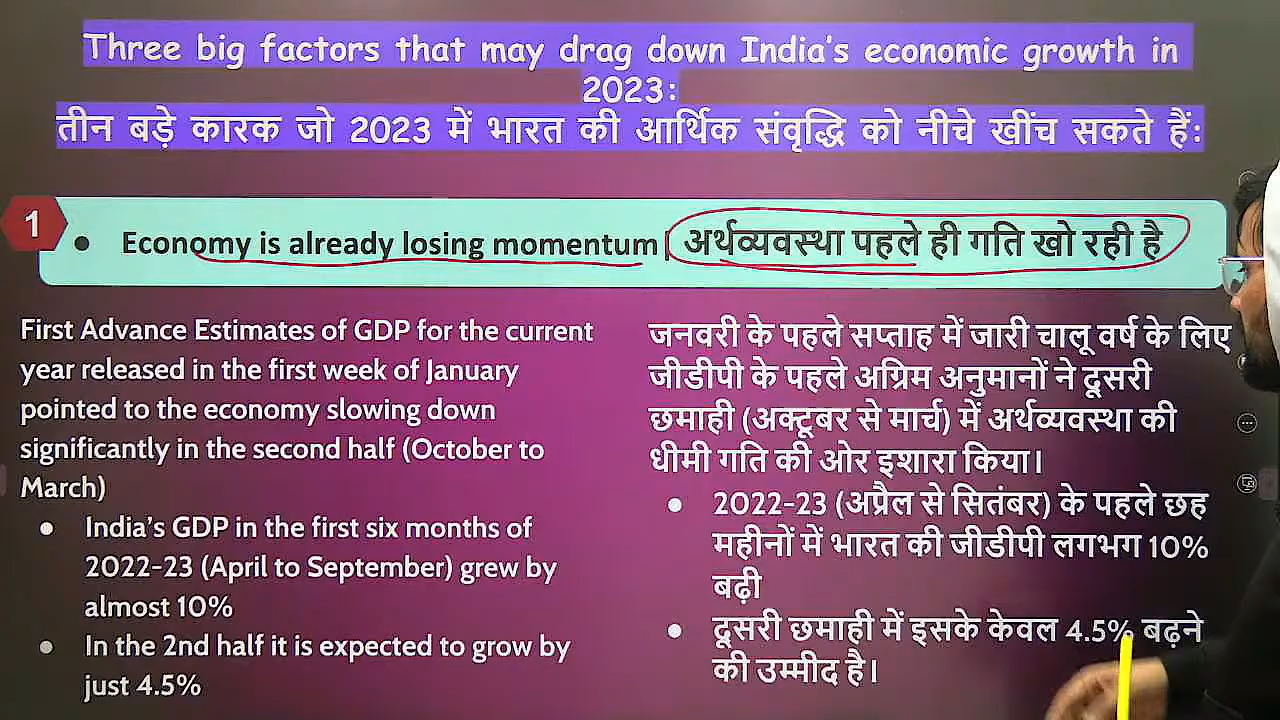 Three big factors that may drag down India's economic growth in
2023:
तीन बड़े कारक जो 2023 में भारत की आर्थिक संवृद्धि को नीचे खींच सकते हैं:
1
• Economy is already losing momentum| अर्थव्यवस्था पहले ही गति खो रही है
First Advance Estimates of GDP for the current
year released in the first week of January
pointed to the economy slowing down
significantly in the second half (October to
March)
● India's GDP in the first six months of
2022-23 (April to September) grew by
almost 10%
● In the 2nd half it is expected to grow by
just 4.5%
जनवरी के पहले सप्ताह में जारी चालू वर्ष के लिए
जीडीपी के पहले अग्रिम अनुमानों ने दूसरी
छमाही (अक्टूबर से मार्च) में अर्थव्यवस्था की
धीमी गति की ओर इशारा किया।
● 2022-23 (अप्रैल से सितंबर) के पहले छह
महीनों में भारत की जीडीपी लगभग 10%
बढ़ी
● दूसरी छमाही में इसके केवल 4.5% बढ़ने
की उम्मीद है।